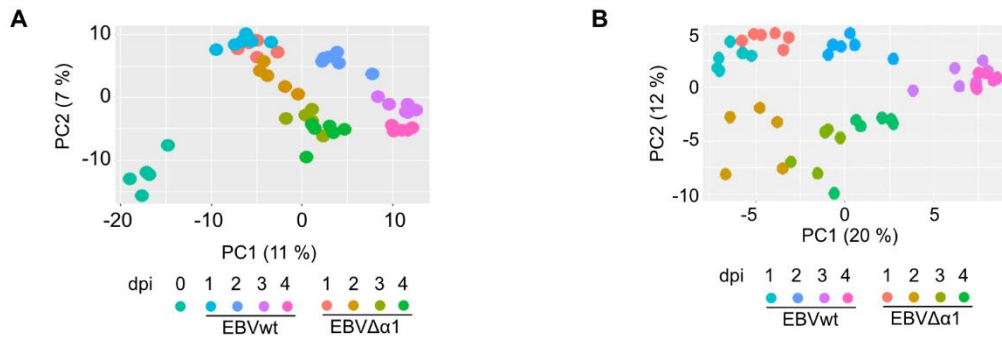 A
PC2 (7 %)
10
0
-10
-20 -10 0 10
PC1 (11 %)
dpi 0 1 2 3 4 1 2 3 4
EBVwt EBVΔα1
B
PC2 (12 %)
5
0
-5
-10
-5 0 5
PC1 (20 %)
dpi 1 2 3 4 1 2 3 4
EBVwt EBVΔα1